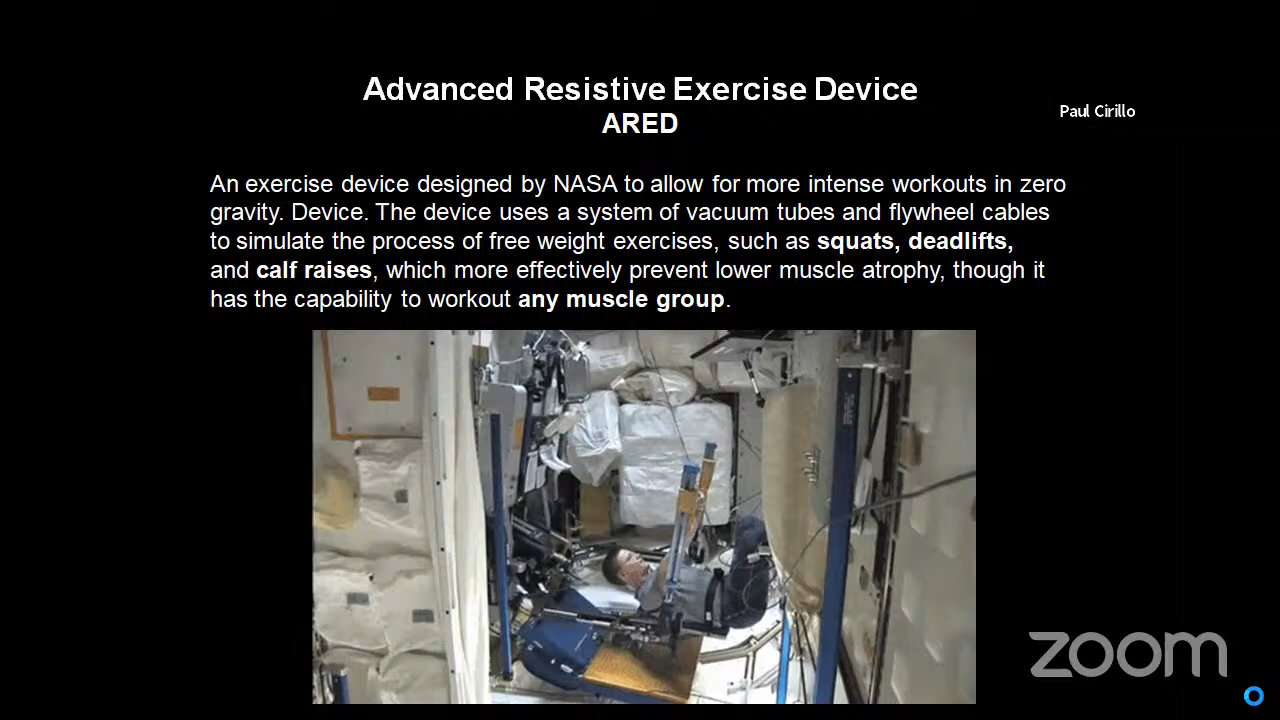 Advanced Resistive Exercise Device
ARED
Paul Cirillo
An exercise device designed by NASA to allow for more intense workouts in zero
gravity. Device. The device uses a system of vacuum tubes and flywheel cables
to simulate the process of free weight exercises, such as squats, deadlifts,
and calf raises, which more effectively prevent lower muscle atrophy, though it
has the capability to workout any muscle group.
zoom